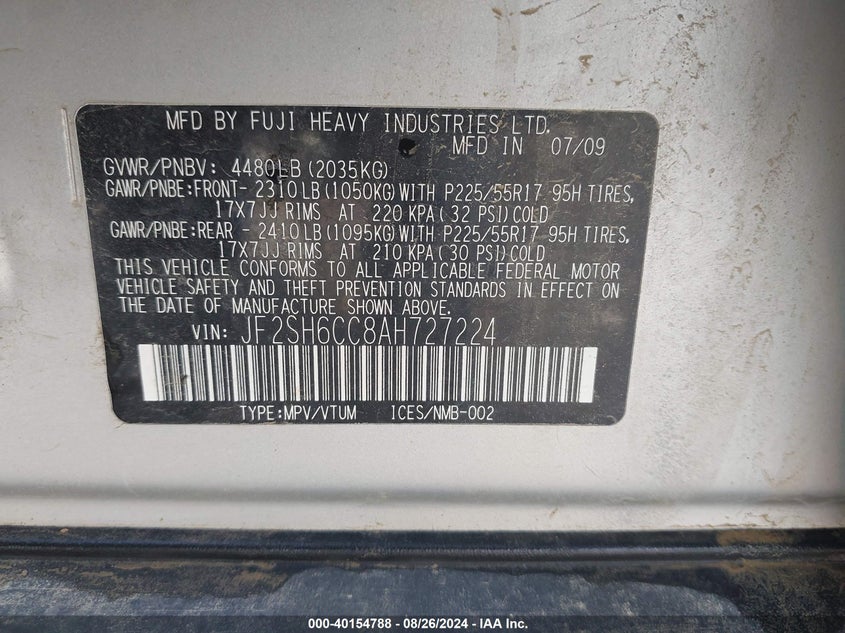 MFD BY FUJI HEAVY INDUSTRIES LTD.
MFD IN 07/09
GVWR/PNBV: 4480LB (2035KG)
GAWR/PNBE:FRONT- 2310 LB (1050KG) WITH P225/55R17 95H TIRES,
17X7JJ RIMS AT 220 KPA ( 32 PSI) COLD
GAWR/PNBE:REAR - 2410 LB (1095KG) WITH P225/55R17 95H TIRES,
17X7JJ RIMS AT 210 KPA ( 30 PSI) COLD
THIS VEHICLE CONFORMS TO ALL APPLICABLE FEDERAL MOTOR
VEHICLE SAFETY AND THEFT PREVENTION STANDARDS IN EFFECT ON
THE DATE OF MANUFACTURE SHOWN ABOVE.
VIN: JF2SH6CC8AH727224
TYPE:MPV/VTUM ICES/NMB-002
000-40154788 - 08/26/2024 - IAA Inc.